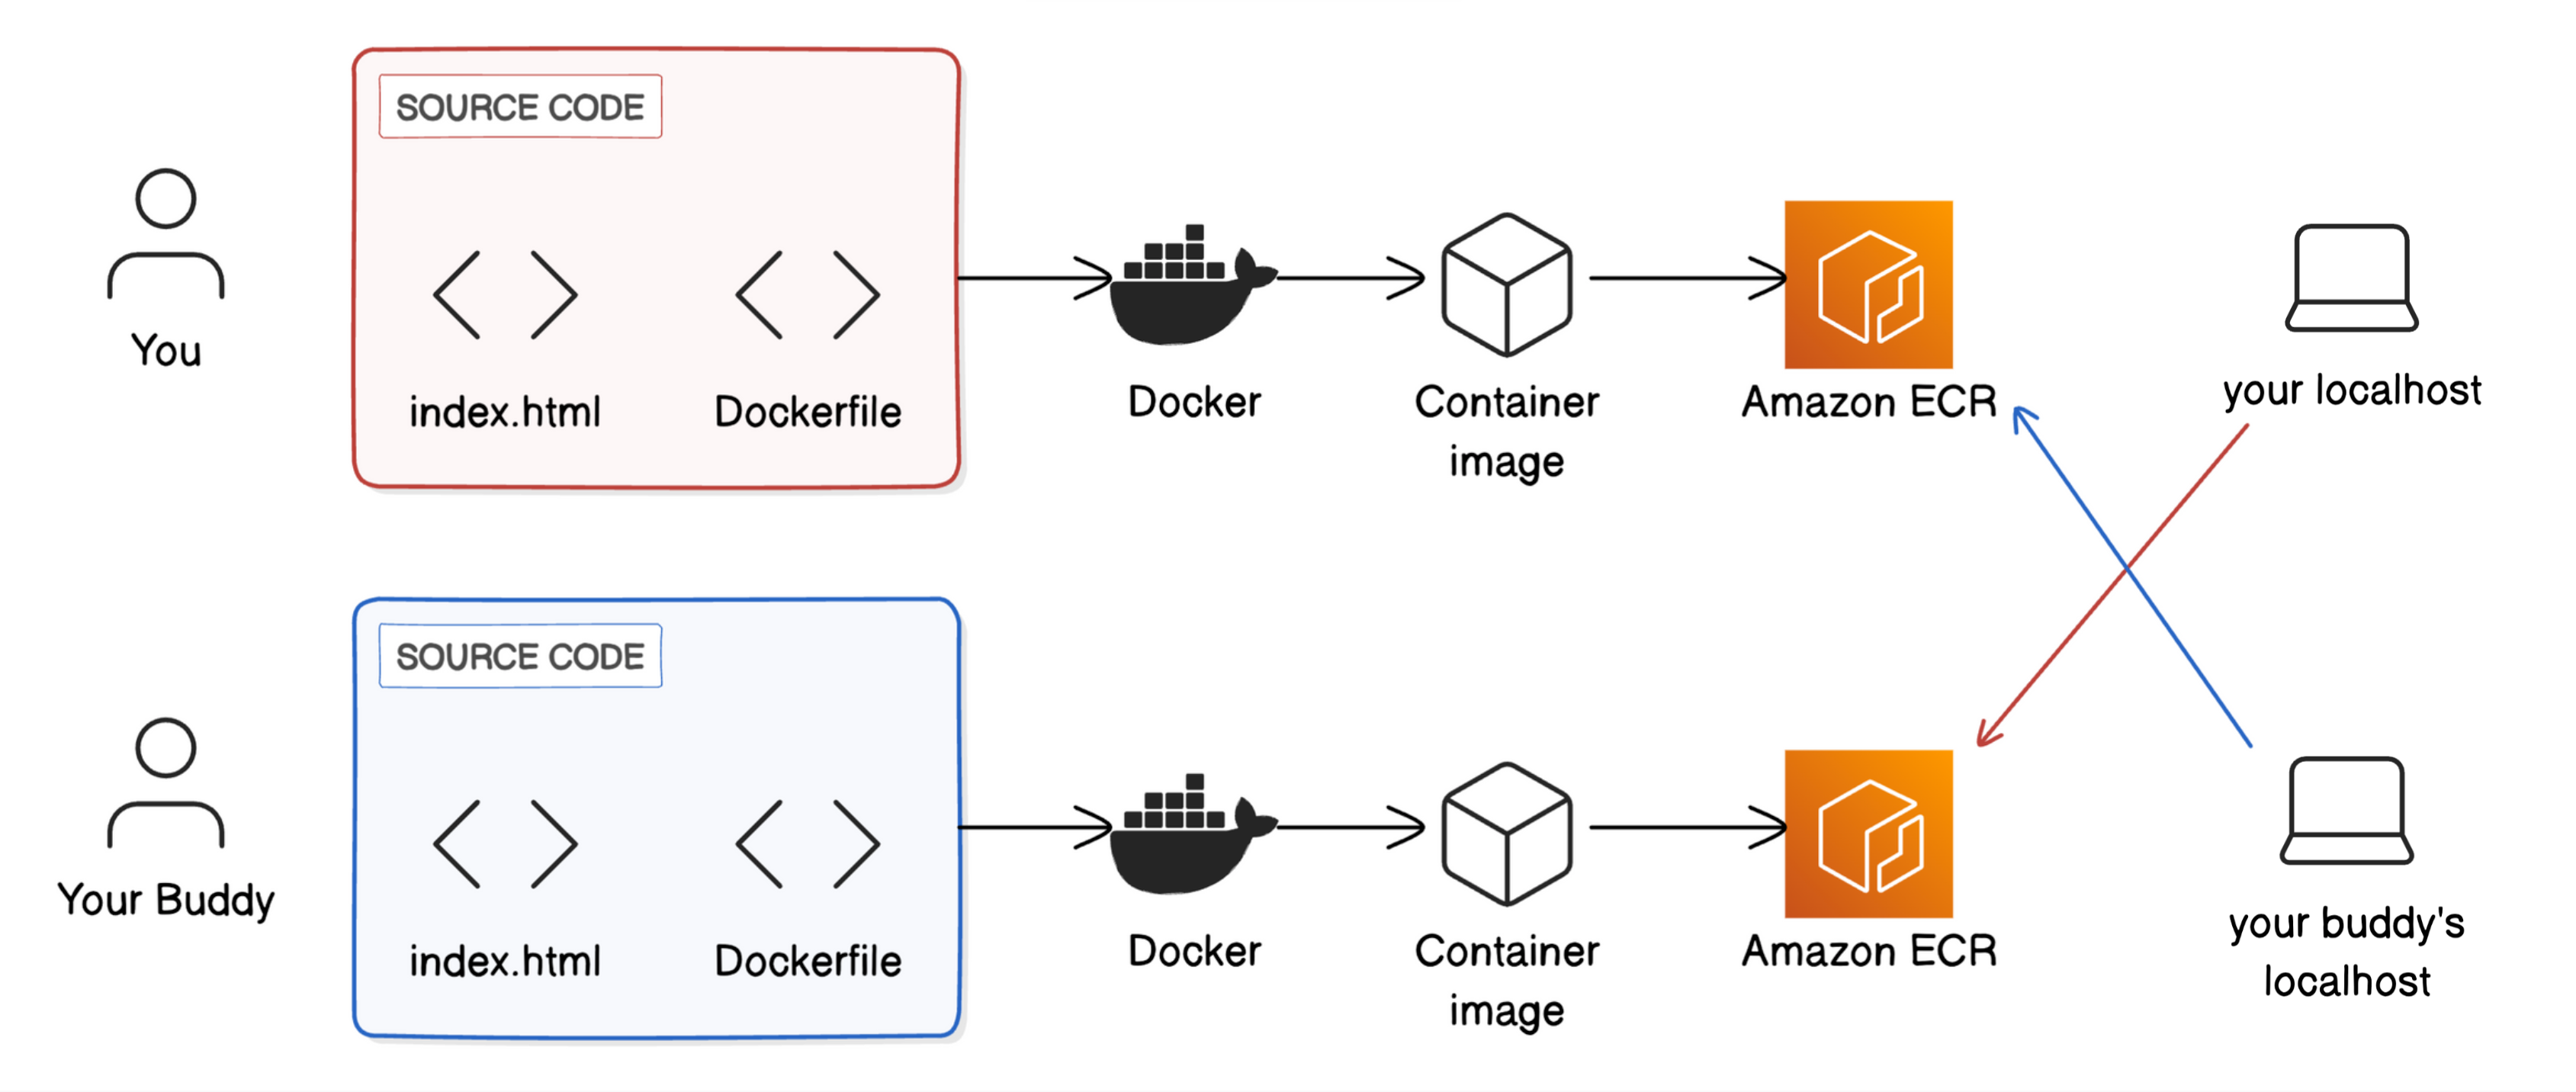 SOURCE CODE
You
index.html
Dockerfile
Docker
Container
image
Amazon ECR
your localhost
SOURCE CODE
Your Buddy
index.html
Dockerfile
Docker
Container
image
Amazon ECR
your buddy's
localhost